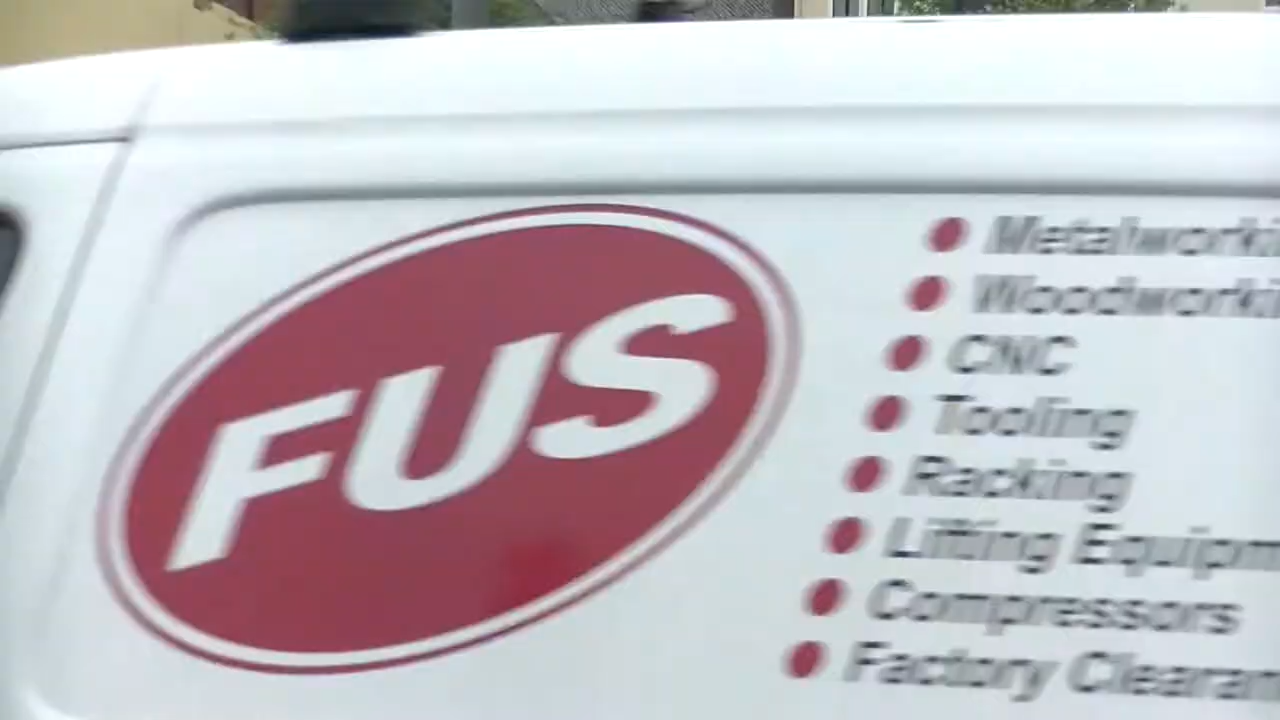 FUS
Metalworki
Woodworki
CNC
Tooling
Racking
Lifting Equipm
Compressors
Factory Clearan